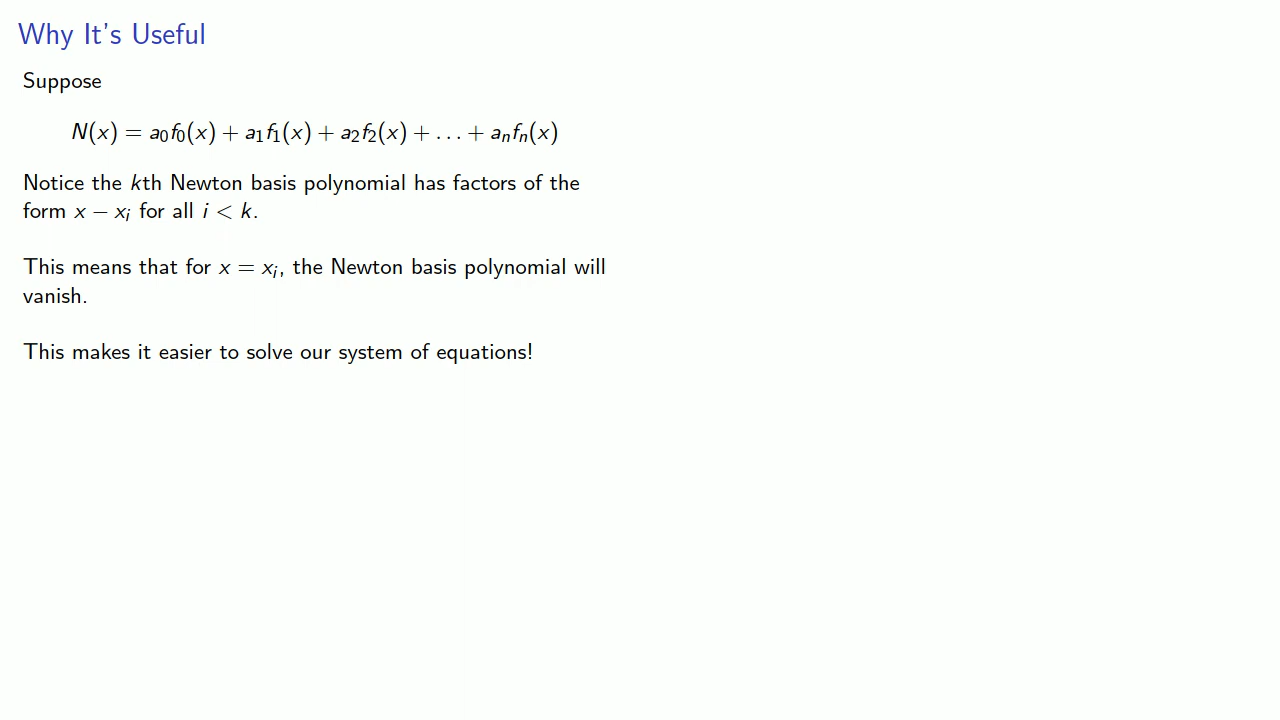 Why It's Useful
Suppose
N(x) = a₀f₀(x) + a₁f₁(x) + a₂f₂(x) + … + aₙfₙ(x)
Notice the kth Newton basis polynomial has factors of the
form x − xᵢ for all i < k.
This means that for x = xᵢ, the Newton basis polynomial will
vanish.
This makes it easier to solve our system of equations!